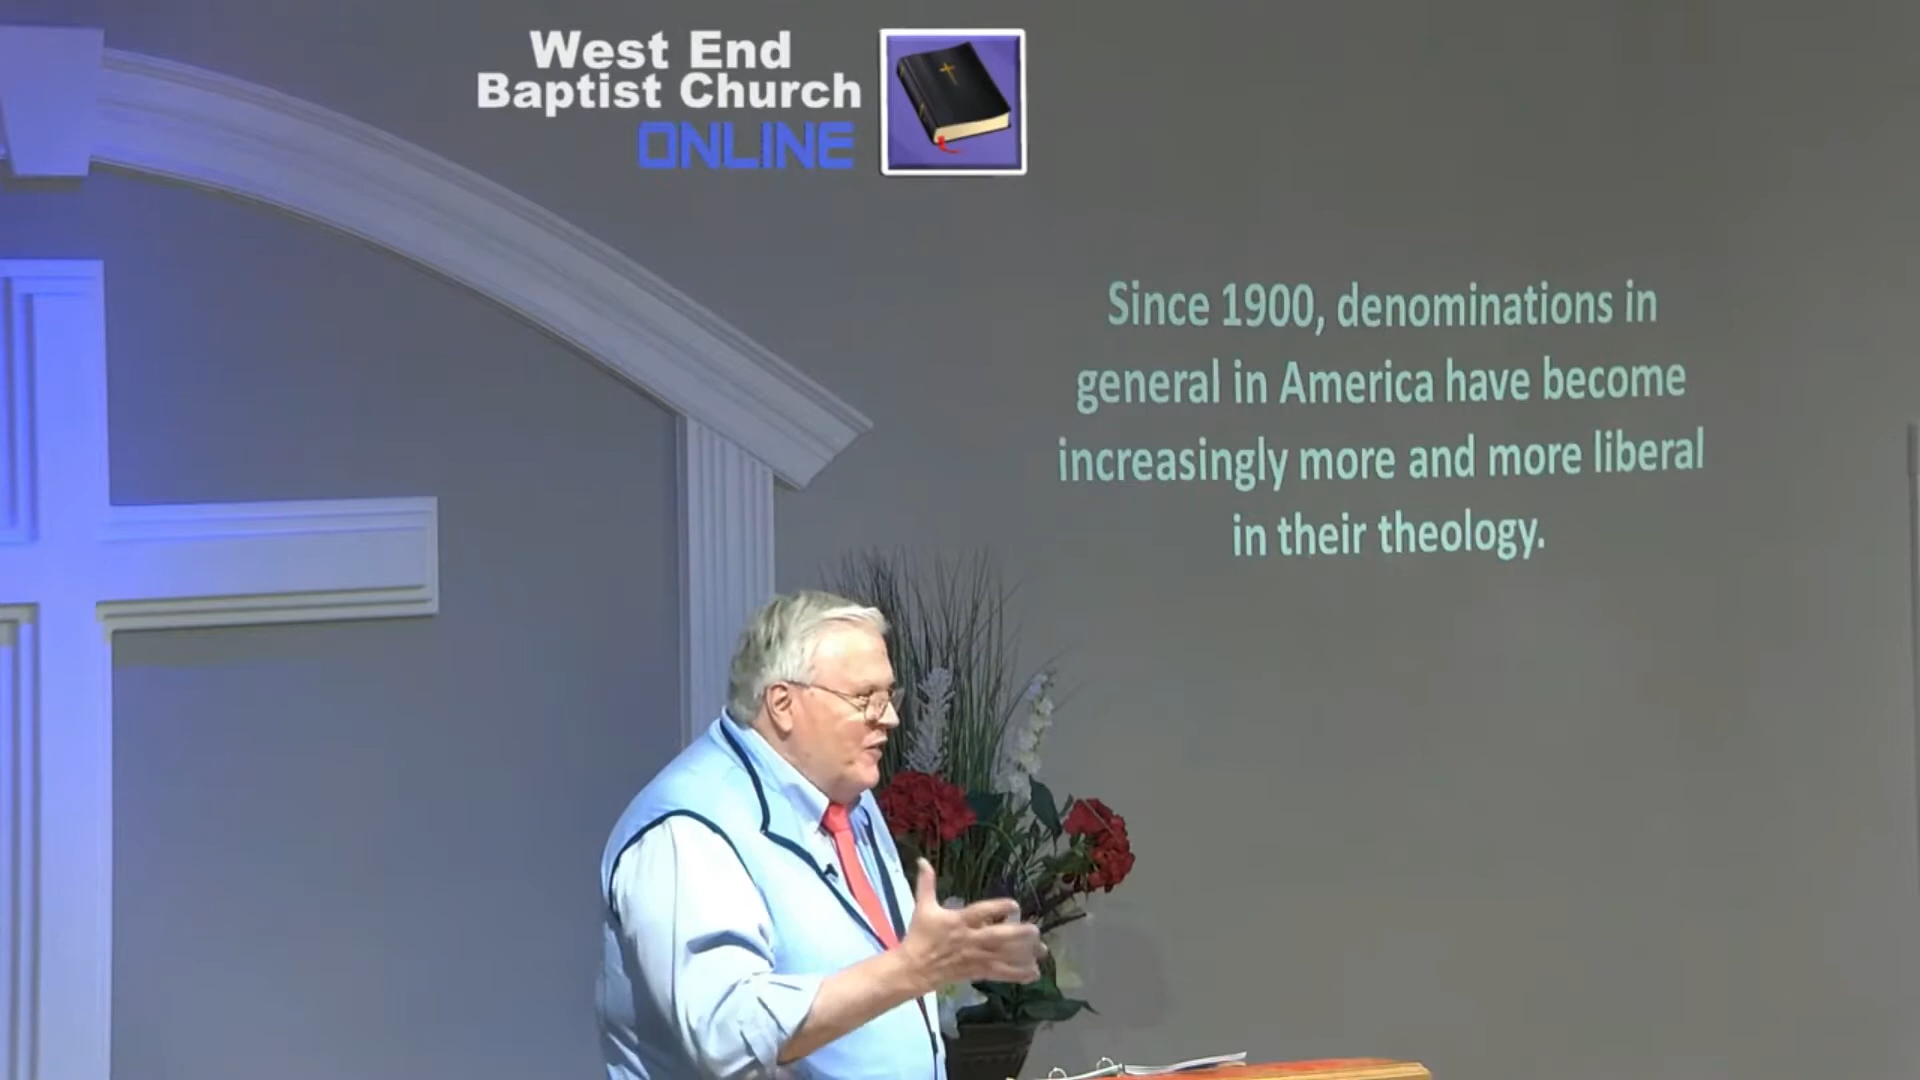 West End
Baptist Church
ONLINE
Since 1900, denominations in
general in America have become
increasingly more and more liberal
in their theology.